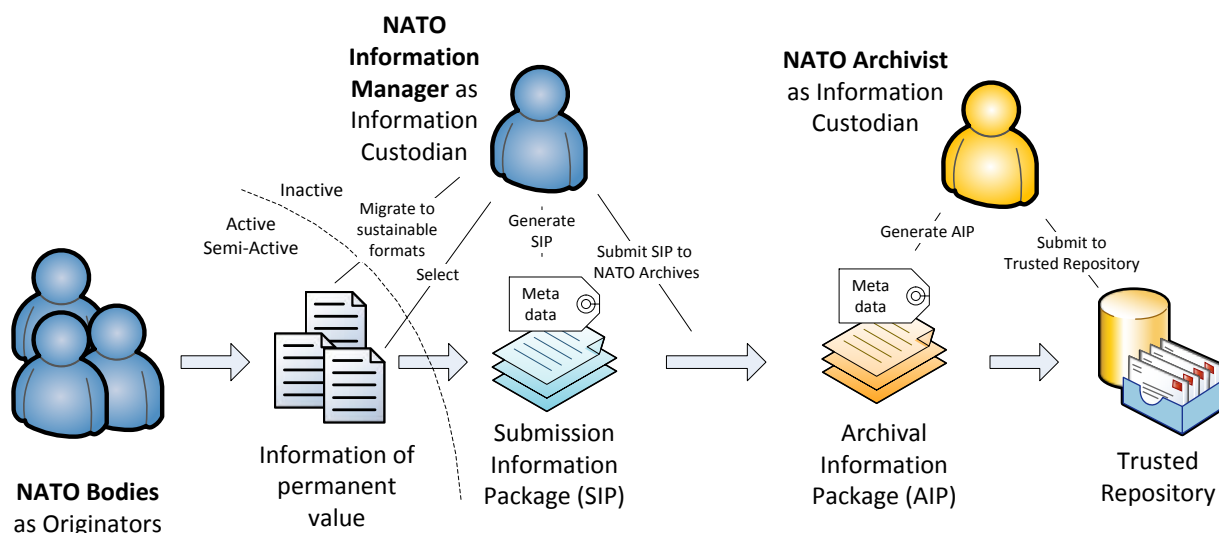 NATO
Information
Manager as
Information
Custodian
NATO Archivist
as Information
Custodian
Inactive
Active
Semi-Active
Migrate to
sustainable
formats
Select
Generate
SIP
Submit SIP to
NATO Archives
Generate AIP
Submit to
Trusted Repository
Meta
data
Meta
data
NATO Bodies
as Originators
Information of
permanent
value
Submission
Information
Package (SIP)
Archival
Information
Package (AIP)
Trusted
Repository